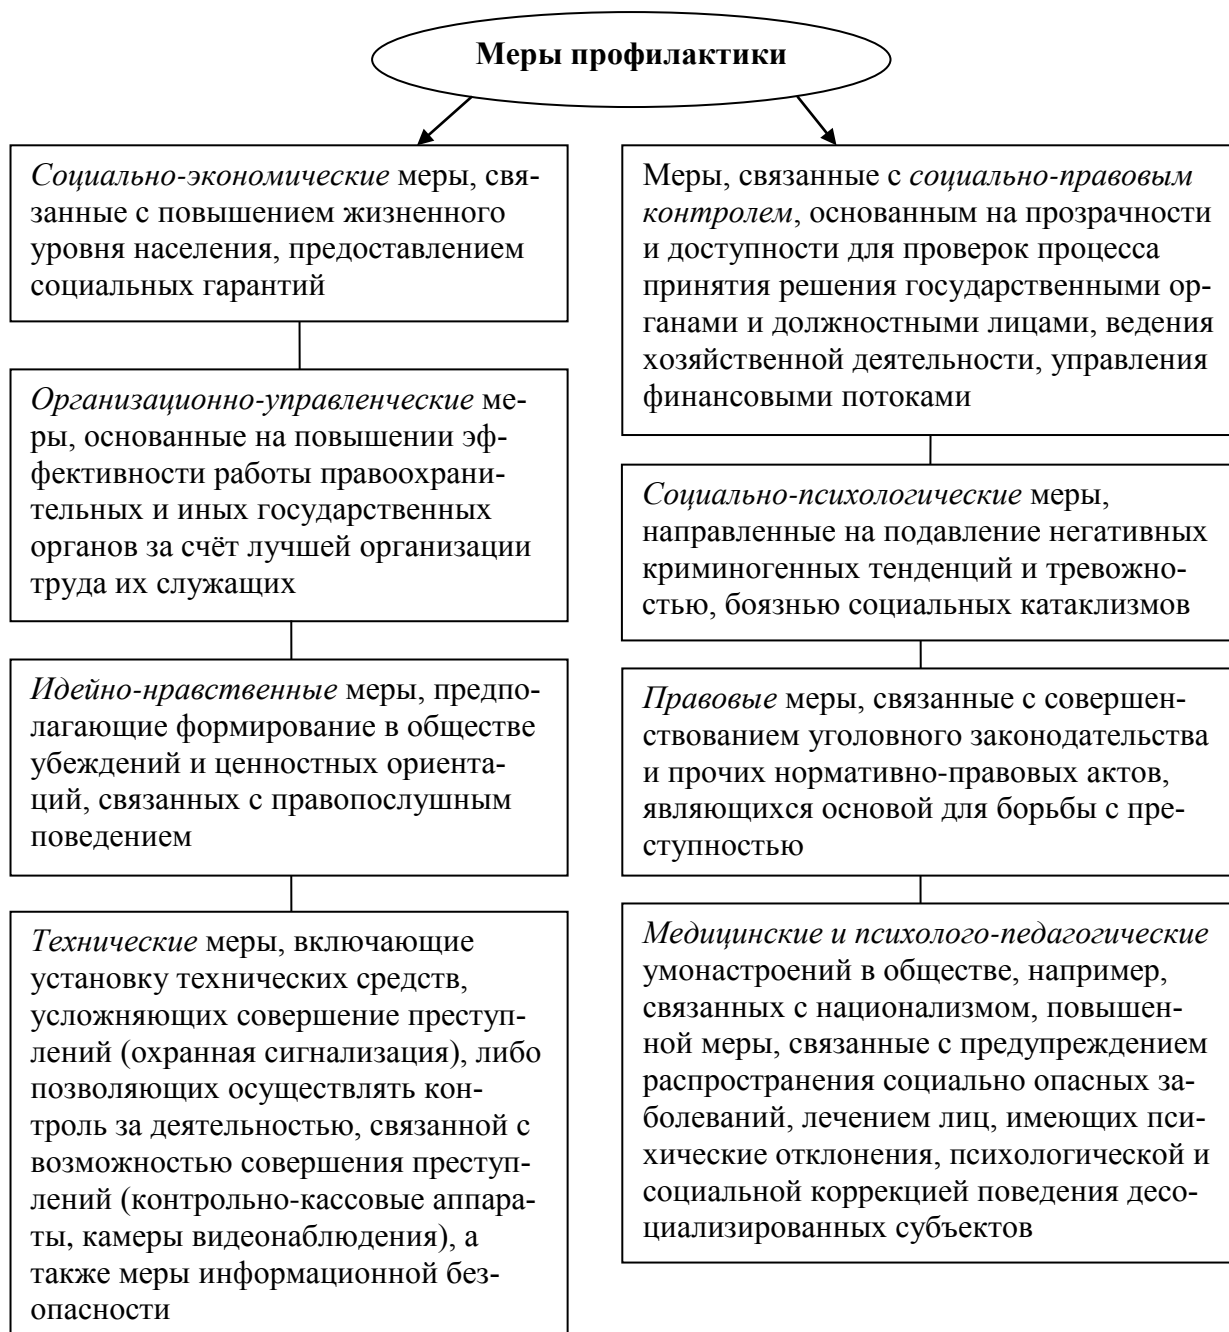 Меры профилактики
Социально-экономические меры, свя-
занные с повышением жизненного
уровня населения, предоставлением
социальных гарантий
Организационно-управленческие ме-
ры, основанные на повышении эф-
фективности работы правоохрани-
тельных и иных государственных
органов за счёт лучшей организации
труда их служащих
Идейно-нравственные меры, предпо-
лагающие формирование в обществе
убеждений и ценностных ориента-
ций, связанных с правопослушным
поведением
Технические меры, включающие
установку технических средств,
усложняющих совершение преступ-
лений (охранная сигнализация), либо
позволяющих осуществлять кон-
троль за деятельностью, связанной с
возможностью совершения преступ-
лений (контрольно-кассовые аппара-
ты, камеры видеонаблюдения), а
также меры информационной без-
опасности
Меры, связанные с социально-правовым
контролем, основанным на прозрачности
и доступности для проверок процесса
принятия решения государственными ор-
ганами и должностными лицами, ведения
хозяйственной деятельности, управления
финансовыми потоками
Социально-психологические меры,
направленные на подавление негативных
криминогенных тенденций и тревожно-
стью, боязнью социальных катаклизмов
Правовые меры, связанные с совершен-
ствованием уголовного законодательства
и прочих нормативно-правовых актов,
являющихся основой для борьбы с пре-
ступностью
Медицинские и психолого-педагогические
умонастроений в обществе, например,
связанных с национализмом, повышен-
ной меры, связанные с предупреждением
распространения социально опасных за-
болеваний, лечением лиц, имеющих пси-
хические отклонения, психологической и
социальной коррекцией поведения десо-
циализированных субъектов